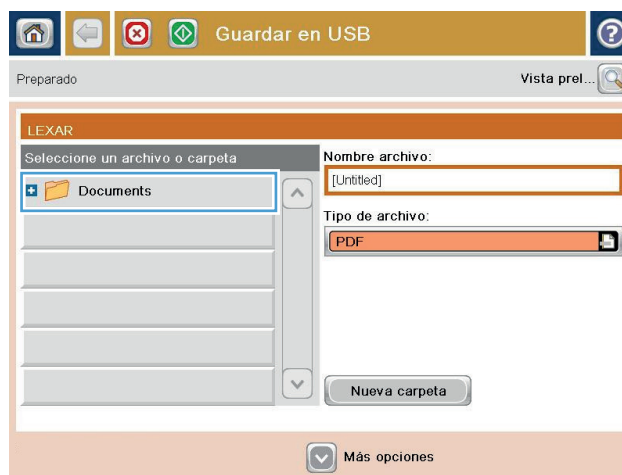 Guardar en USB
?
Preparado
Vista prel...
LEXAR
Seleccione un archivo o carpeta
Documents
Nombre archivo:
[Untitled]
Tipo de archivo:
PDF
Nueva carpeta
Más opciones